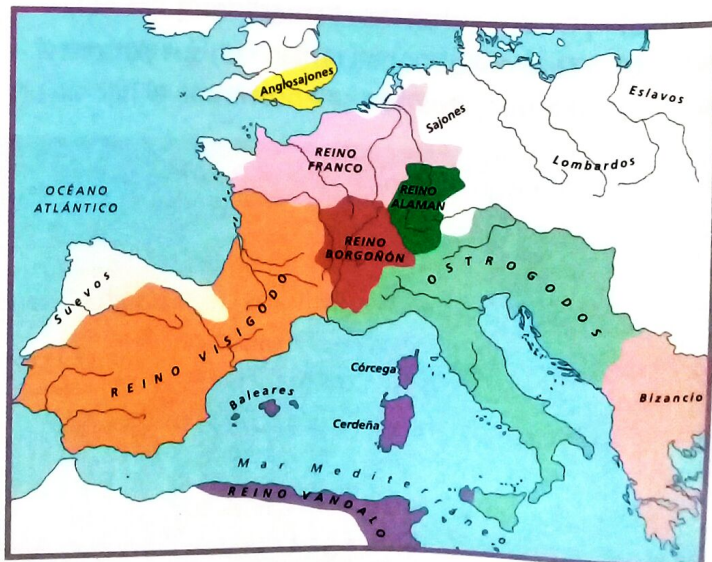 Anglosajones
Eslavos
Sajones
Lombardos
REINO
FRANCO
REINO
ALAMAN
OCÉANO
ATLÁNTICO
REINO
BORGOÑÓN
OSTROGODOS
Suevos
REINO VISIGODO
Córcega
Baleares
Bizancio
Cerdeña
Mar Mediterráneo
REINO VÁNDALO